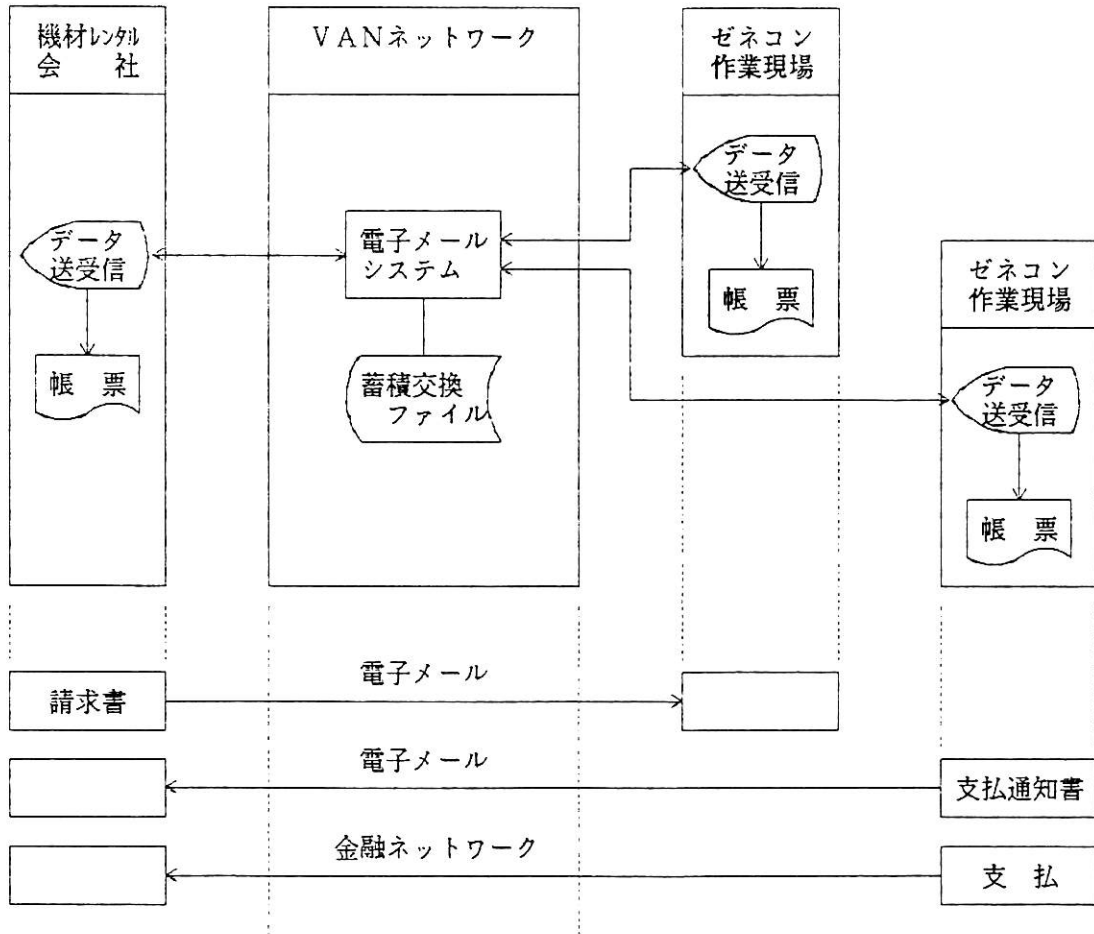 機材レンタル
会　社
VANネットワーク
ゼネコン
作業現場
データ
送受信
電子メール
システム
データ
送受信
帳　票
ゼネコン
作業現場
帳　票
蓄積交換
ファイル
データ
送受信
帳　票
電子メール
請求書
電子メール
支払通知書
金融ネットワーク
支　払